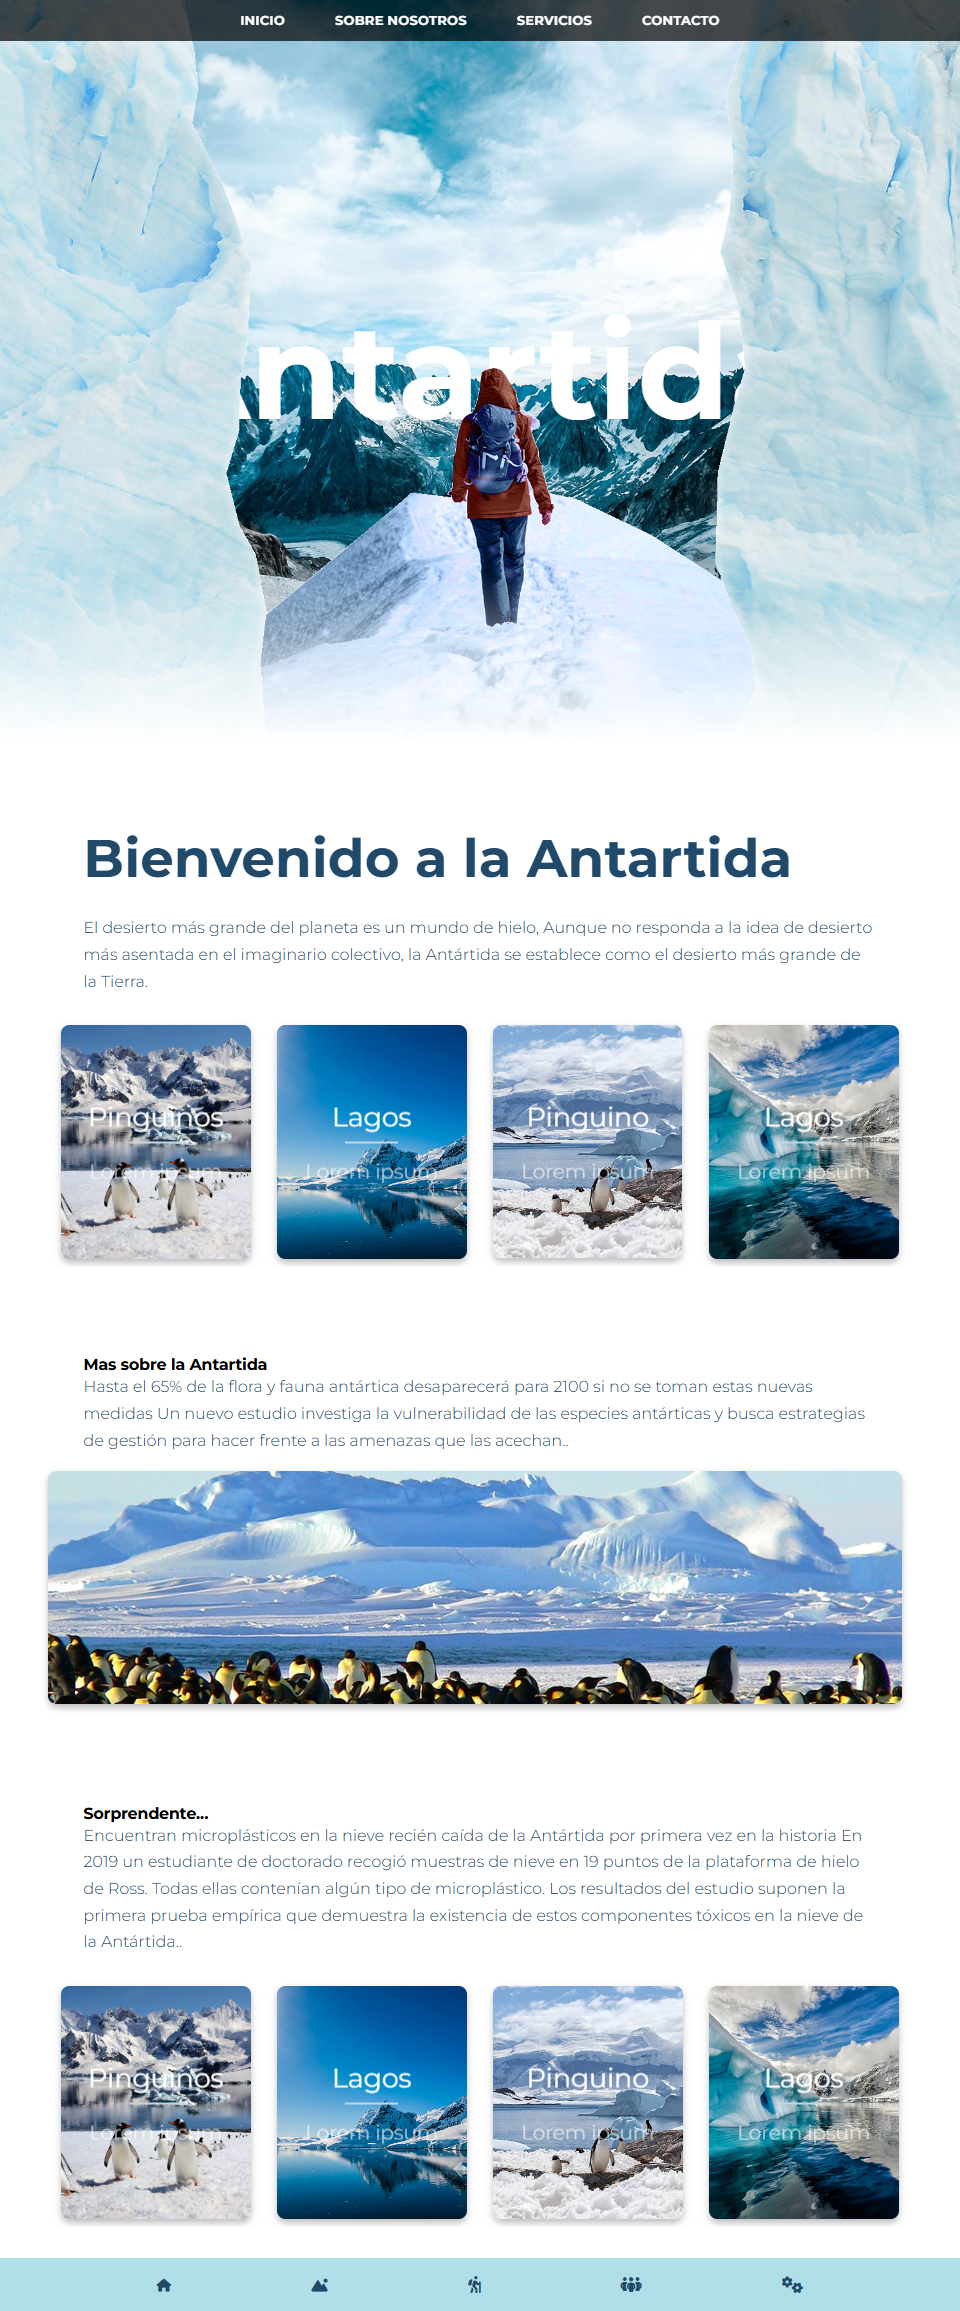 INICIO SOBRE NOSOTROS SERVICIOS CONTACTO
ntartid
Bienvenido a la Antartida
El desierto más grande del planeta es un mundo de hielo, Aunque no responda a la idea de desierto
más asentada en el imaginario colectivo, la Antártida se establece como el desierto más grande de
la Tierra.
Pinguinos Lagos Pinguino Lagos
Lorem ipsum Lorem ipsum Lorem ipsum Lorem ipsum
Mas sobre la Antartida
Hasta el 65% de la flora y fauna antártica desaparecerá para 2100 si no se toman estas nuevas
medidas Un nuevo estudio investiga la vulnerabilidad de las especies antárticas y busca estrategias
de gestión para hacer frente a las amenazas que las acechan..
Sorprendente...
Encuentran microplásticos en la nieve recién caída de la Antártida por primera vez en la historia En
2019 un estudiante de doctorado recogió muestras de nieve en 19 puntos de la plataforma de hielo
de Ross. Todas ellas contenían algún tipo de microplástico. Los resultados del estudio suponen la
primera prueba empírica que demuestra la existencia de estos componentes tóxicos en la nieve de
la Antártida..
Pinguinos Lagos Pinguino Lagos
Lorem ipsum Lorem ipsum Lorem ipsum Lorem ipsum